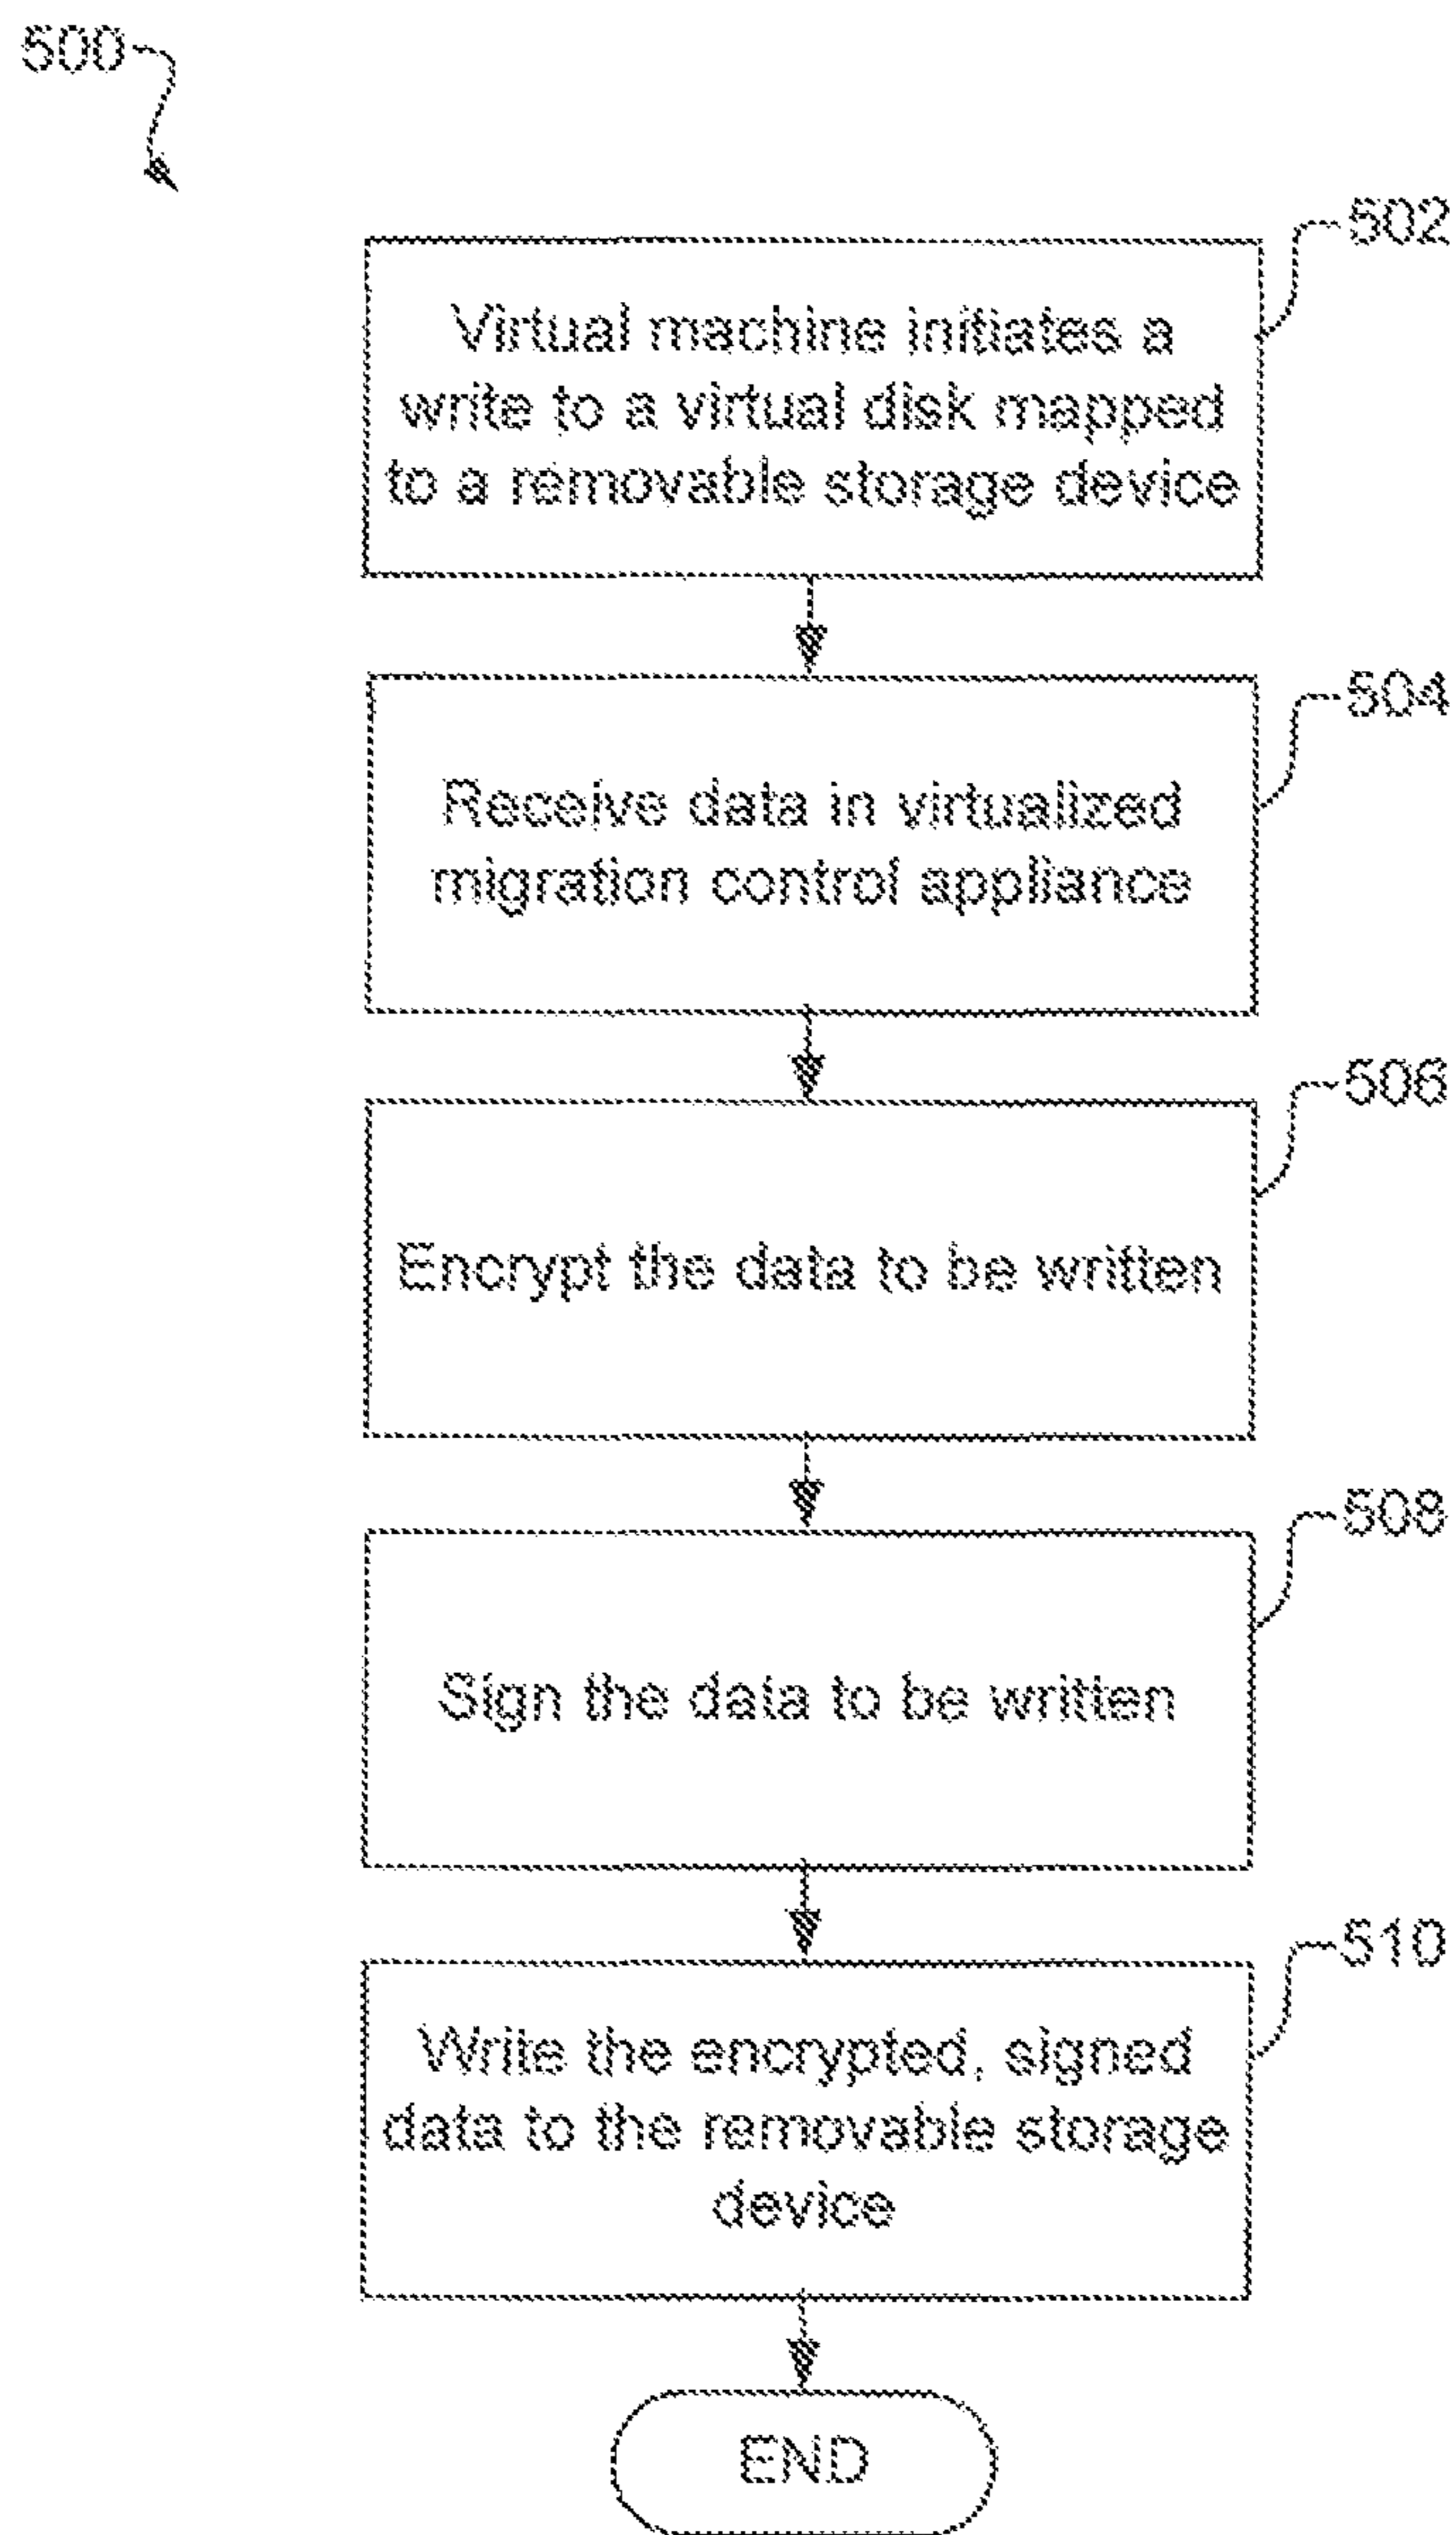 500
502
Virtual machine initiates a
write to a virtual disk mapped
to a removable storage device
504
Receive data in virtualized
migration control appliance
506
Encrypt the data to be written
508
Sign the data to be written
510
Write the encrypted, signed
data to the removable storage
device
END